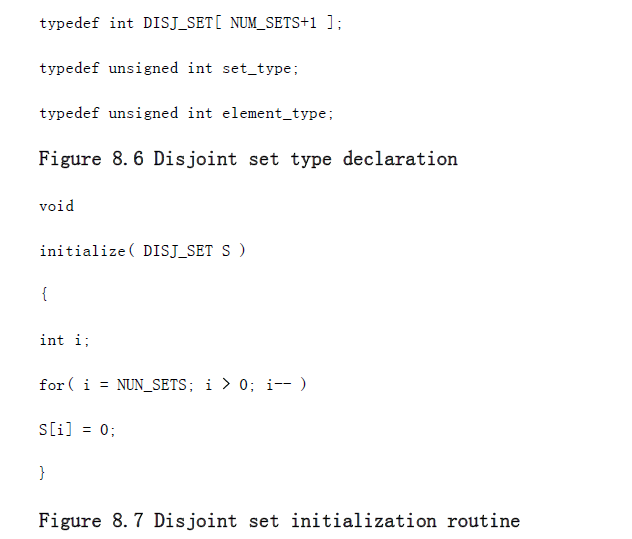 typedef int DISJ_SET[ NUM_SETS+1 ];
typedef unsigned int set_type;
typedef unsigned int element_type;
Figure 8.6 Disjoint set type declaration
void
initialize( DISJ_SET S )
{
int i;
for( i = NUN_SETS; i > 0; i-- )
S[i] = 0;
}
Figure 8.7 Disjoint set initialization routine